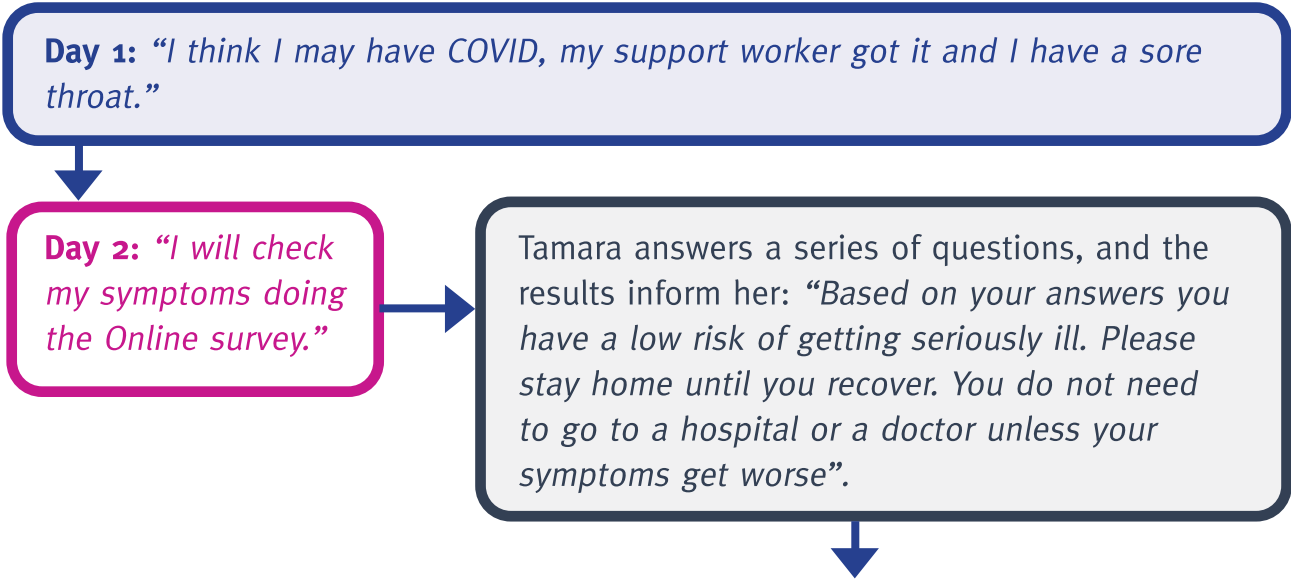 Day 1: “I think I may have COVID, my support worker got it and I have a sore
throat.”
Day 2: “I will check
my symptoms doing
the Online survey.”
Tamara answers a series of questions, and the
results inform her: “Based on your answers you
have a low risk of getting seriously ill. Please
stay home until you recover. You do not need
to go to a hospital or a doctor unless your
symptoms get worse”.